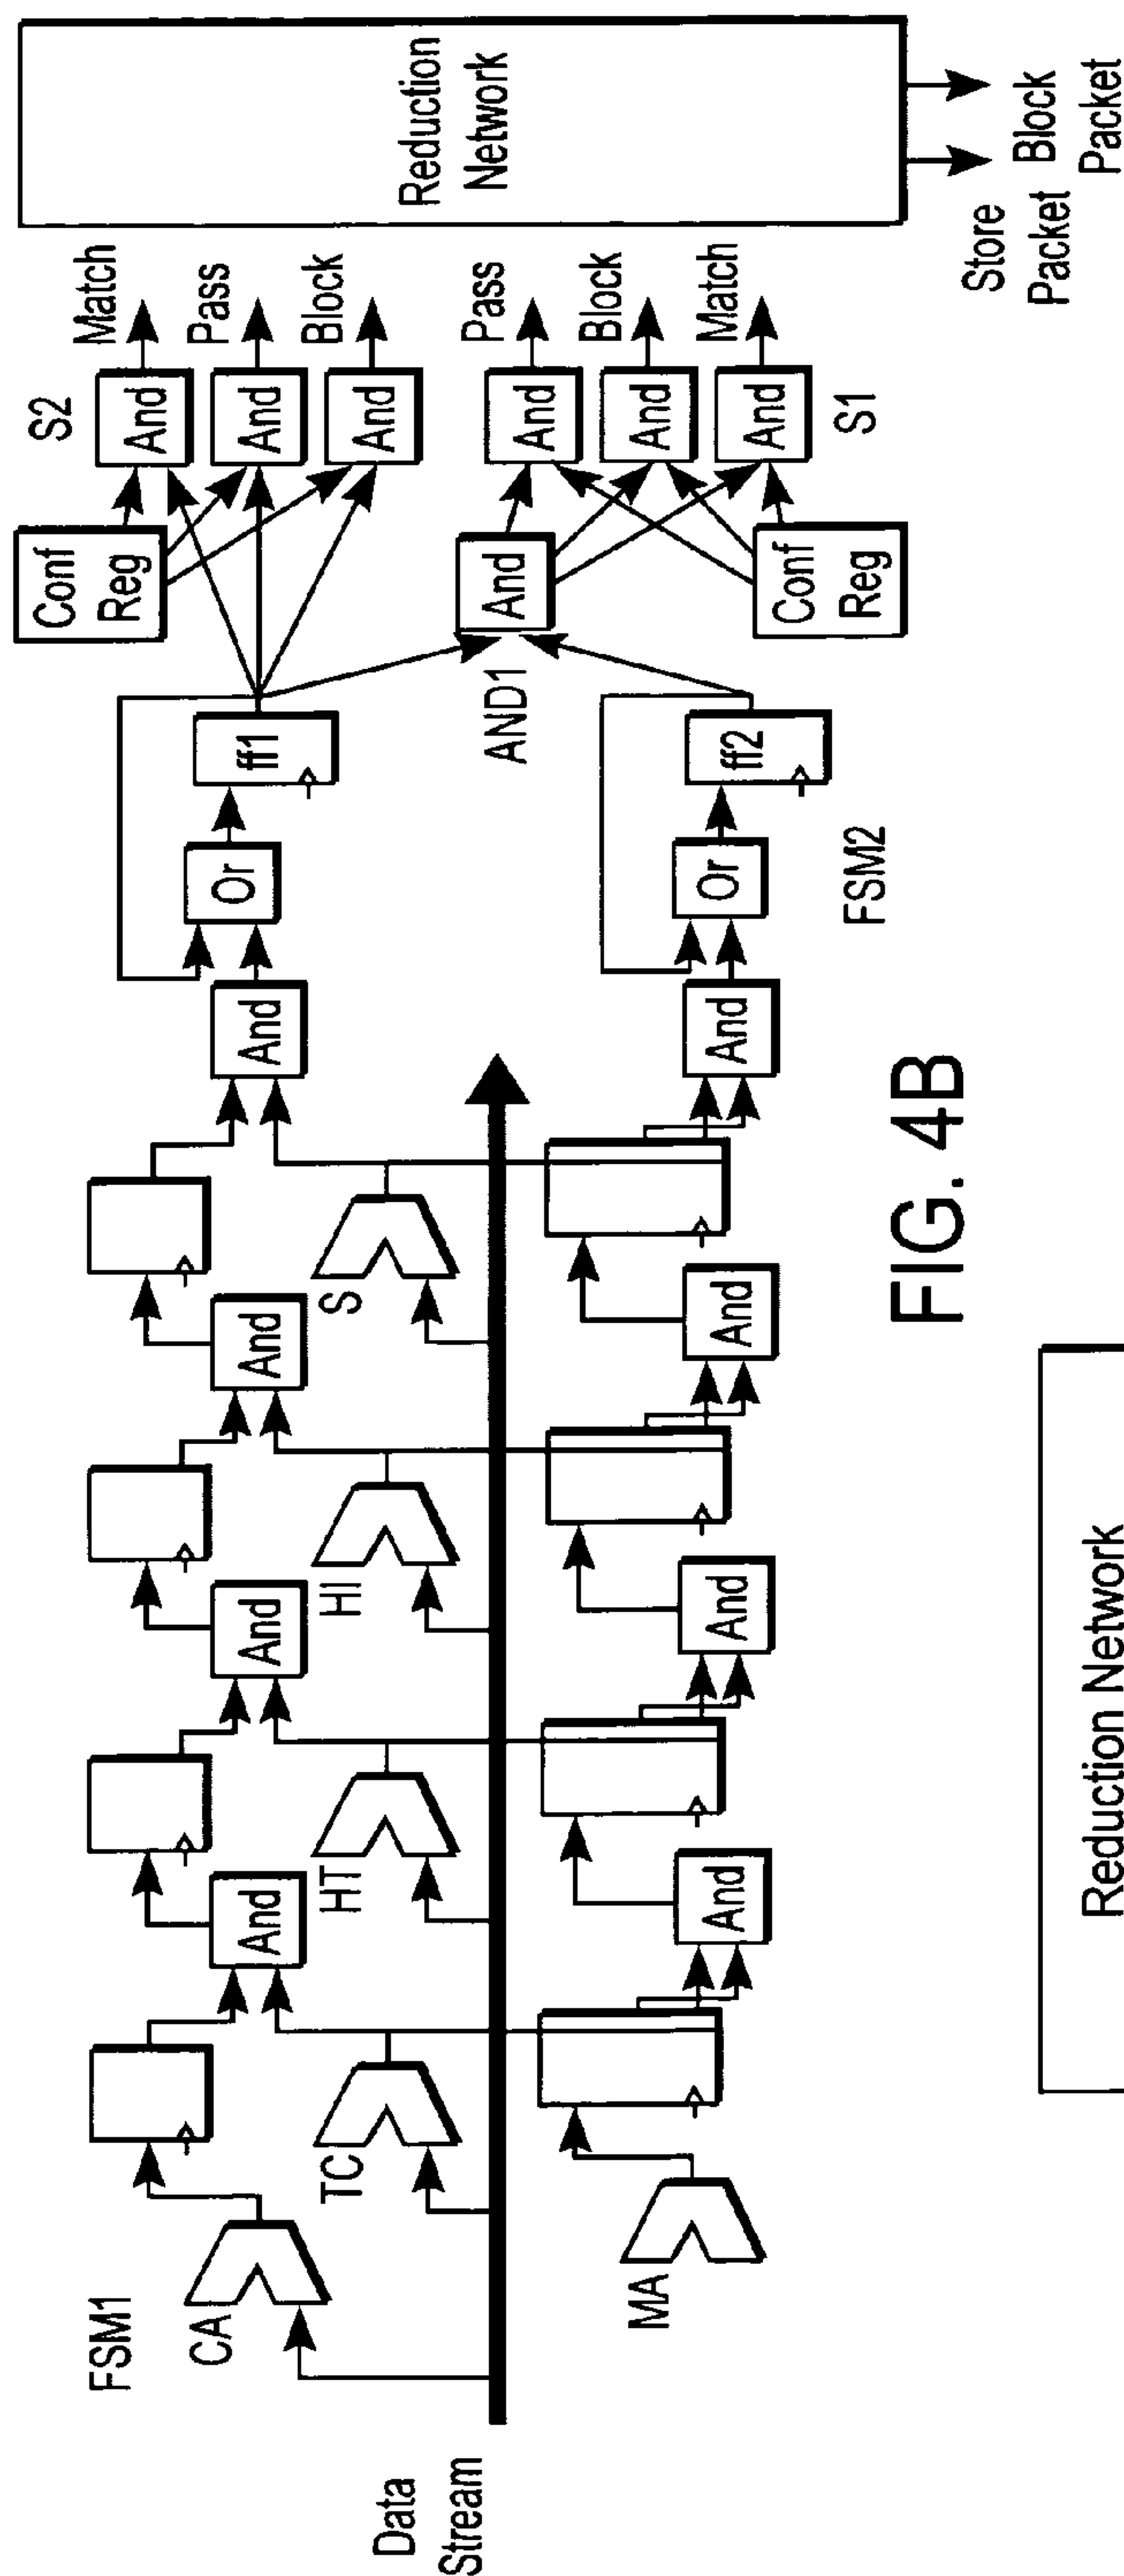 Data
Stream
FSM1
CA
TC
HT
HI
S
MA
And
And
And
And
Or
ff1
And
And
And
And
Or
ff2
FSM2
AND1
And
Conf
Reg
Conf
Reg
S2
And
And
And
Match
Pass
Block
And
And
And
S1
Pass
Block
Match
Reduction
Network
Store
Packet
Block
Packet
FIG. 4B
Reduction Network